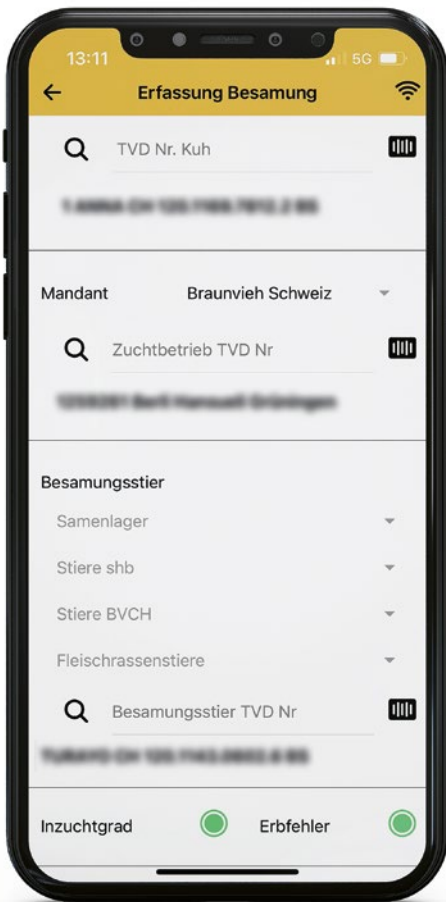 13:11
5G
Erfassung Besamung
TVD Nr. Kuh
Mandant Braunvieh Schweiz
Zuchtbetrieb TVD Nr
Besamungsstier
Samenlager
Stiere shb
Stiere BVCH
Fleischrassenstiere
Besamungsstier TVD Nr
Inzuchtgrad Erbfehler